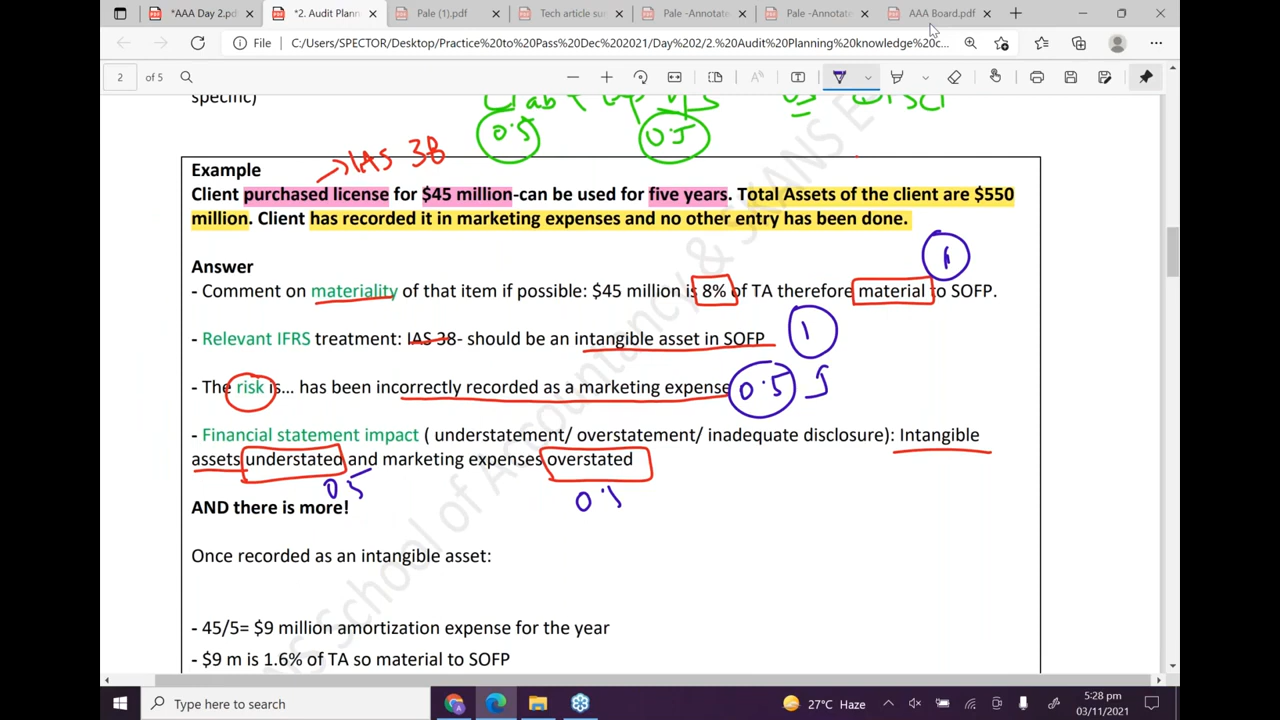 *AAA Day 2.pdf
*2. Audit Plann
Pale (1).pdf
Tech article sur
Pale -Annotate
Pale -Annotate
AAA Board.pdf
File
C:/Users/SPECTOR/Desktop/Practice%20to%20Pass%20Dec%202021/Day%202/2.%20Audit%20Planning%20knowledge%20c...
2 of 5
specific)
0.5
0.5
→ IAS 38
Example
Client purchased license for $45 million-can be used for five years. Total Assets of the client are $550
million. Client has recorded it in marketing expenses and no other entry has been done.
1
Answer
- Comment on materiality of that item if possible: $45 million is 8% of TA therefore material to SOFP.
- Relevant IFRS treatment: IAS 38- should be an intangible asset in SOFP 1
- The risk is... has been incorrectly recorded as a marketing expense 0.5
- Financial statement impact ( understatement/ overstatement/ inadequate disclosure): Intangible
assets understated and marketing expenses overstated
0.5 0.5
AND there is more!
Once recorded as an intangible asset:
- 45/5= $9 million amortization expense for the year
- $9 m is 1.6% of TA so material to SOFP
School of Accountancy & SKANS
Type here to search
27°C Haze
5:28 pm
03/11/2021